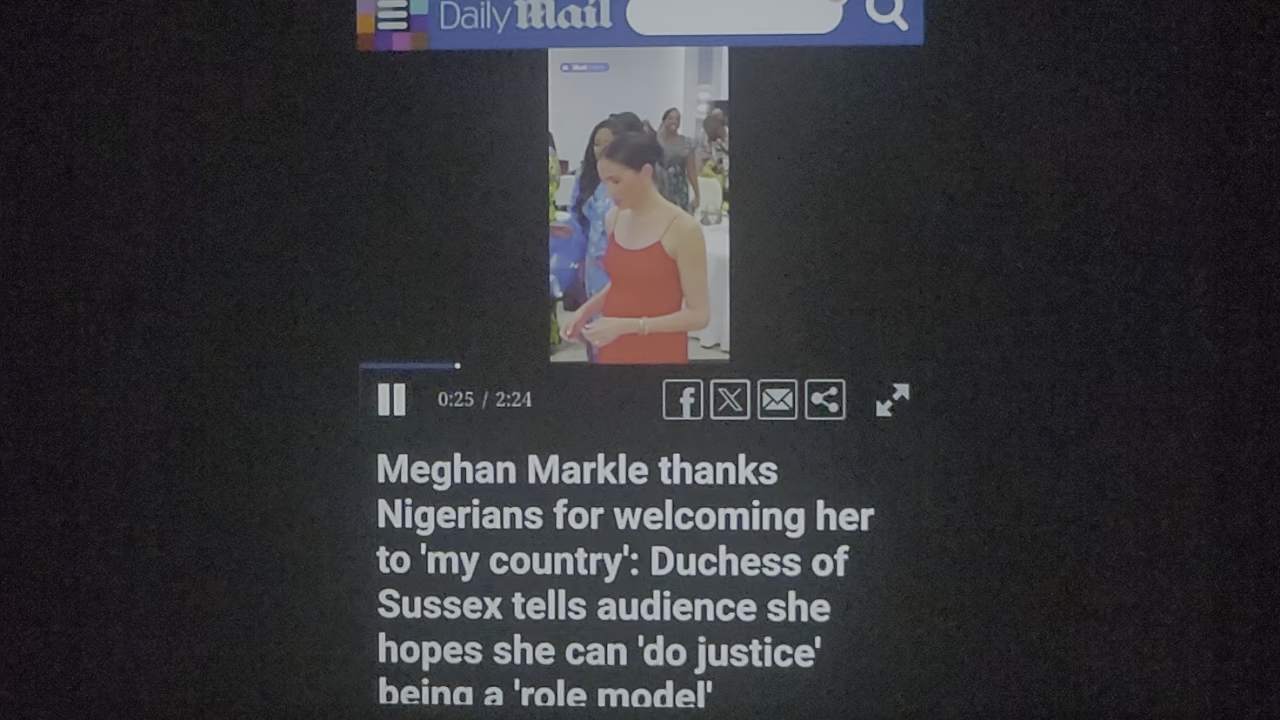 Daily Mail
0:25 / 2:24
Meghan Markle thanks
Nigerians for welcoming her
to 'my country': Duchess of
Sussex tells audience she
hopes she can 'do justice'
being a 'role model'